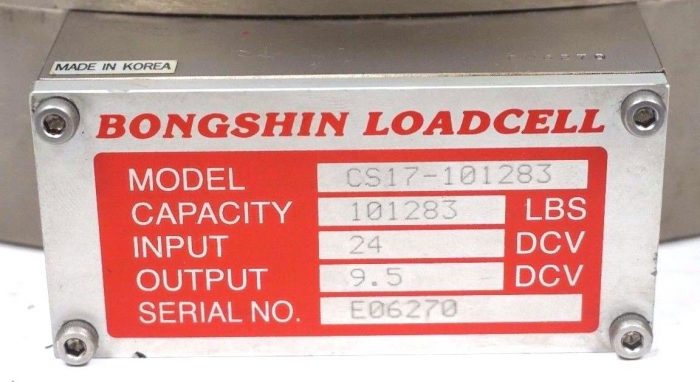 MADE IN KOREA
BONGSHIN LOADCELL
MODEL CS17-101283
CAPACITY 101283 LBS
INPUT 24 DCV
OUTPUT 9.5 DCV
SERIAL NO. E06270